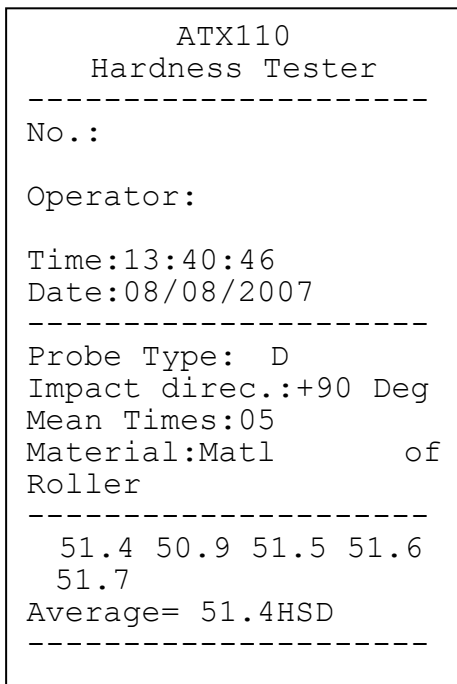 ATX110
Hardness Tester
---------------------
No.:
Operator:
Time:13:40:46
Date:08/08/2007
---------------------
Probe Type: D
Impact direc.:+90 Deg
Mean Times:05
Material:Matl of
Roller
---------------------
51.4 50.9 51.5 51.6
51.7
Average= 51.4HSD
---------------------